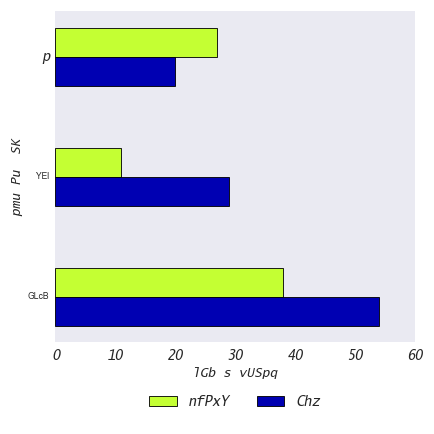 p
YEI
GLcB
pmu Pu  SK
0 10 20 30 40 50 60
lGb s vUSpq
nfPxY Chz